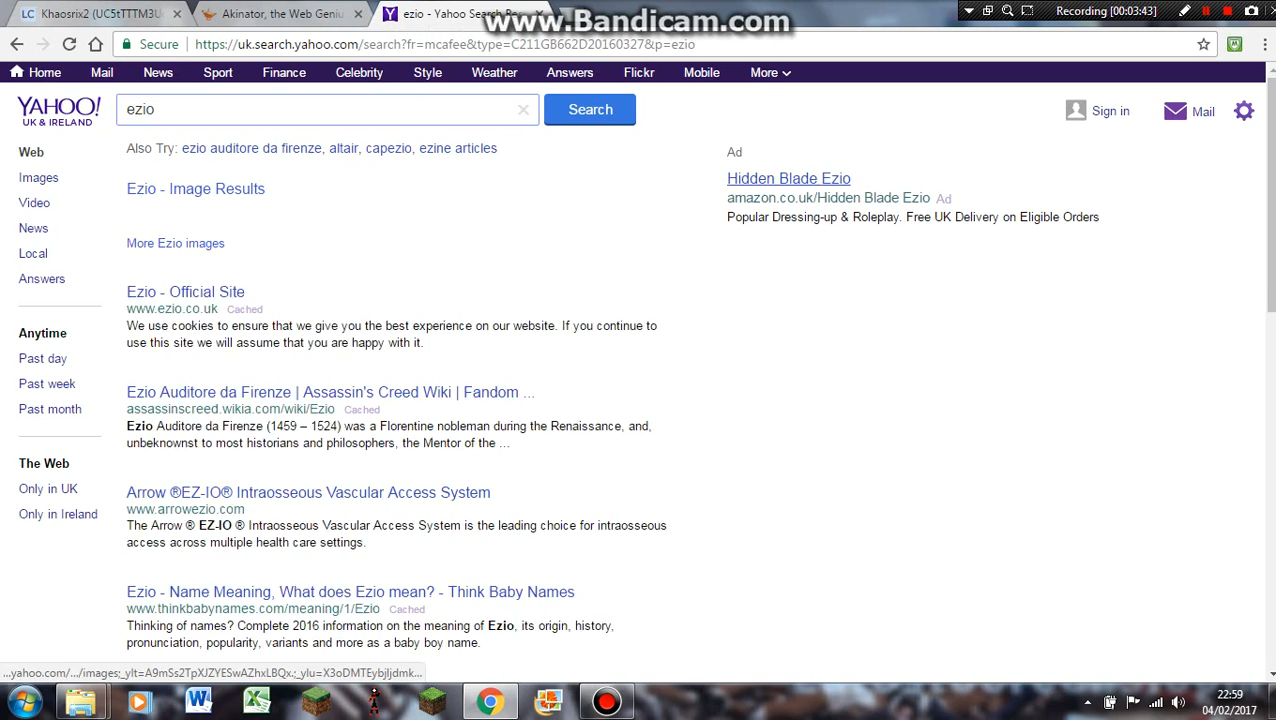 LC Khaosrix2 (UC5tTTTM3U
Akinator, the Web Geniu
ezio - Yahoo Search Re
www.Bandicam.com
Recording [00:03:43]
Secure
https://uk.search.yahoo.com/search?fr=mcafee&type=C211GB662D20160327&p=ezio
Home Mail News Sport Finance Celebrity Style Weather Answers Flickr Mobile More
YAHOO!
UK & IRELAND
ezio
Search
Sign in
Mail
Web
Images
Video
News
Local
Answers
Anytime
Past day
Past week
Past month
The Web
Only in UK
Only in Ireland
Also Try: ezio auditore da firenze, altair, capezio, ezine articles
Ezio - Image Results
More Ezio images
Ezio - Official Site
www.ezio.co.uk Cached
We use cookies to ensure that we give you the best experience on our website. If you continue to
use this site we will assume that you are happy with it.
Ezio Auditore da Firenze | Assassin's Creed Wiki | Fandom ...
assassinscreed.wikia.com/wiki/Ezio Cached
Ezio Auditore da Firenze (1459 – 1524) was a Florentine nobleman during the Renaissance, and,
unbeknownst to most historians and philosophers, the Mentor of the ...
Arrow ®EZ-IO® Intraosseous Vascular Access System
www.arrowezio.com
The Arrow ® EZ-IO ® Intraosseous Vascular Access System is the leading choice for intraosseous
access across multiple health care settings.
Ezio - Name Meaning, What does Ezio mean? - Think Baby Names
www.thinkbabynames.com/meaning/1/Ezio Cached
Thinking of names? Complete 2016 information on the meaning of Ezio, its origin, history,
pronunciation, popularity, variants and more as a baby boy name.
Ad
Hidden Blade Ezio
amazon.co.uk/Hidden Blade Ezio Ad
Popular Dressing-up & Roleplay. Free UK Delivery on Eligible Orders
...yahoo.com/.../images;_ylt=A9mSs2TpXJZYESwAZhxLBQx.;_ylu=X3oDMTEybjljdmk...
22:59
04/02/2017